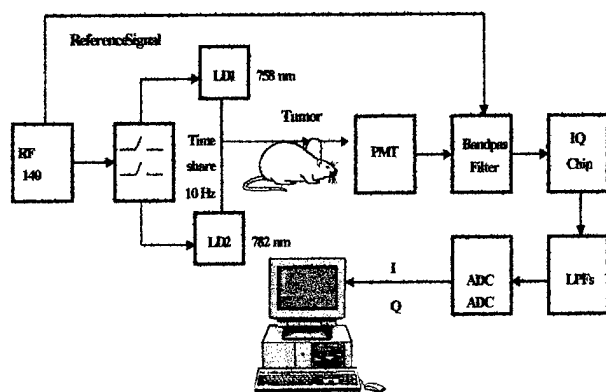 ReferenceSignal
LD1
758 nm
RF
140
Time
share
10 Hz
Tumor
PMT
Bandpas
Filter
IQ
Chip
LD2
782 nm
I
Q
ADC
ADC
LPFs